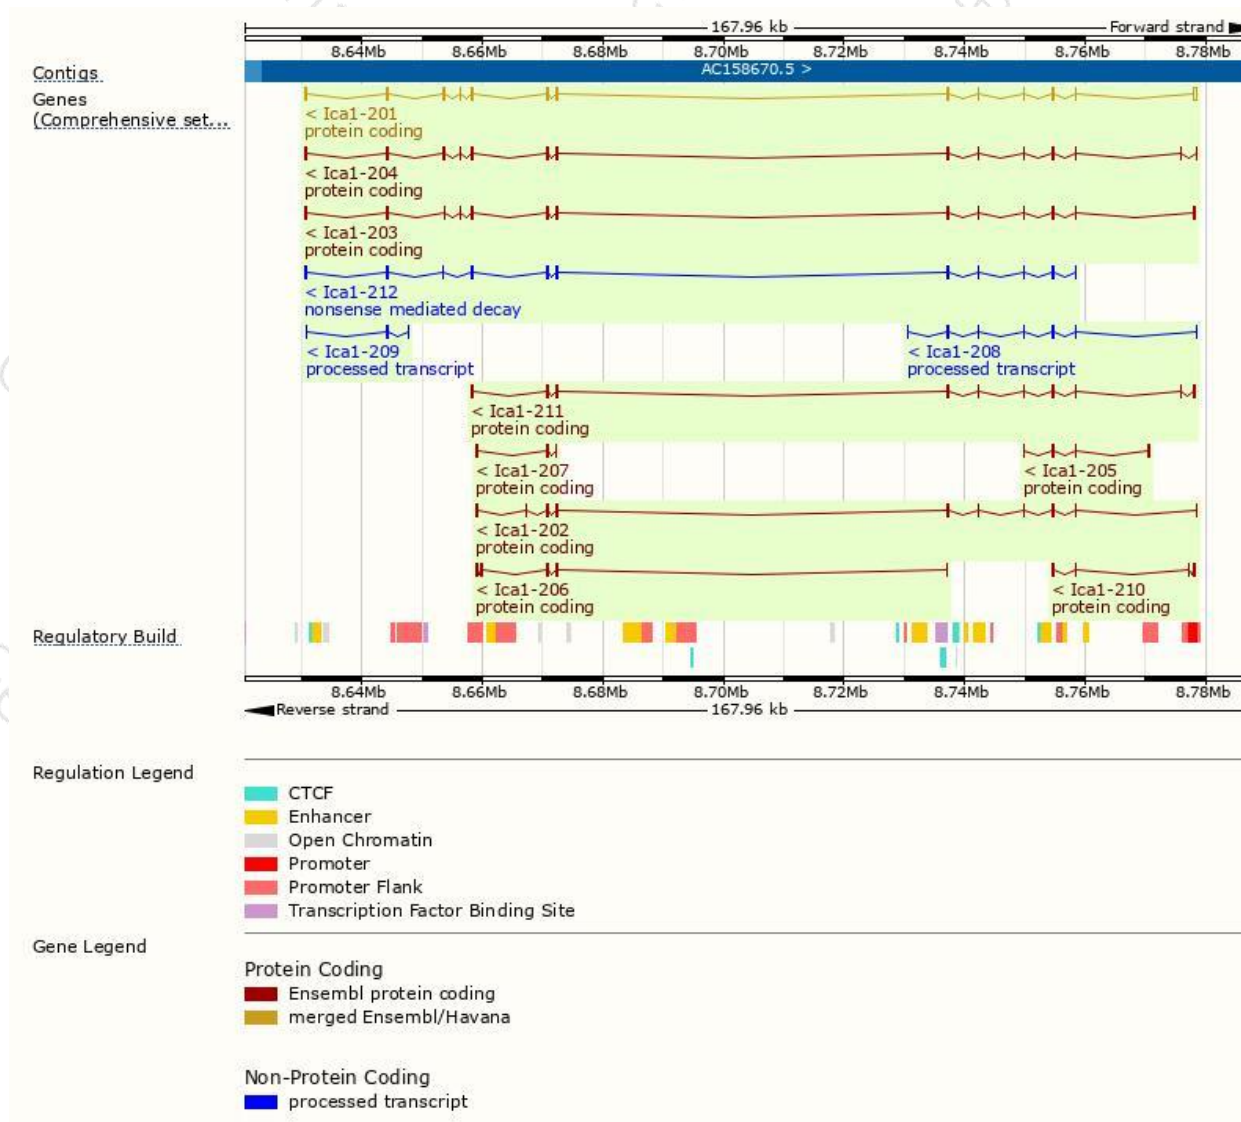 167.96 kb Forward strand
8.64Mb 8.66Mb 8.68Mb 8.70Mb 8.72Mb 8.74Mb 8.76Mb 8.78Mb
Contigs AC158670.5 >
Genes
(Comprehensive set...
< Ica1-201
protein coding
< Ica1-204
protein coding
< Ica1-203
protein coding
< Ica1-212
nonsense mediated decay
< Ica1-209 < Ica1-208
processed transcript processed transcript
< Ica1-211
protein coding
< Ica1-207 < Ica1-205
protein coding protein coding
< Ica1-202
protein coding
< Ica1-206 < Ica1-210
protein coding protein coding
Regulatory Build
8.64Mb 8.66Mb 8.68Mb 8.70Mb 8.72Mb 8.74Mb 8.76Mb 8.78Mb
Reverse strand 167.96 kb
Regulation Legend
CTCF
Enhancer
Open Chromatin
Promoter
Promoter Flank
Transcription Factor Binding Site
Gene Legend
Protein Coding
Ensembl protein coding
merged Ensembl/Havana
Non-Protein Coding
processed transcript